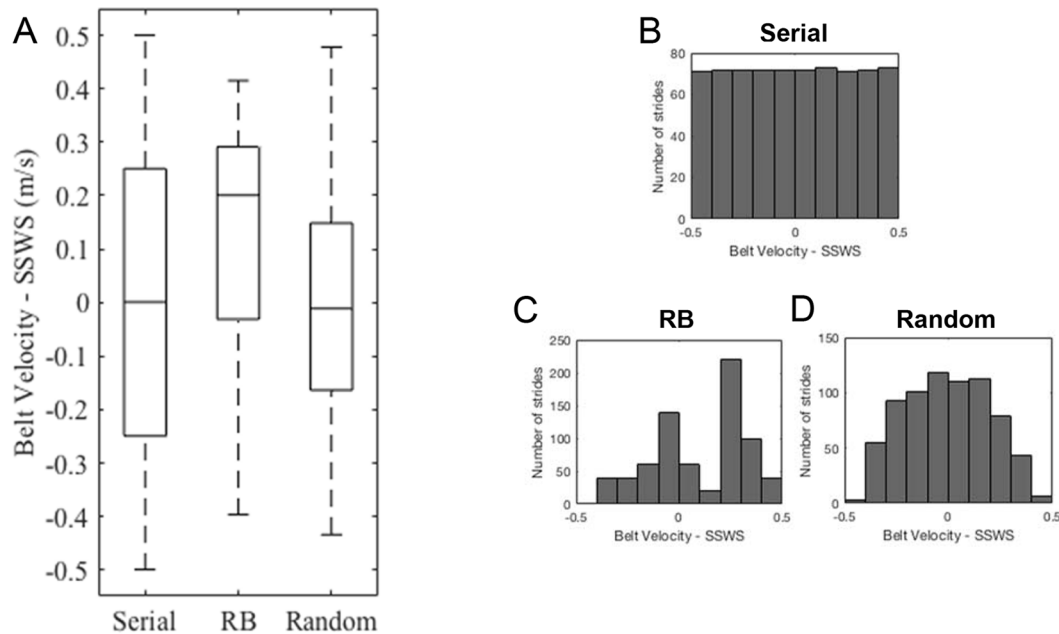 A
Belt Velocity - SSWS (m/s)
0.5
0.4
0.3
0.2
0.1
0
-0.1
-0.2
-0.3
-0.4
-0.5
Serial RB Random
B
Serial
Number of strides
80
60
40
20
0
-0.5 0 0.5
Belt Velocity - SSWS
C
RB
Number of strides
250
200
150
100
50
0
-0.5 0 0.5
Belt Velocity - SSWS
D
Random
Number of strides
150
100
50
0
-0.5 0 0.5
Belt Velocity - SSWS